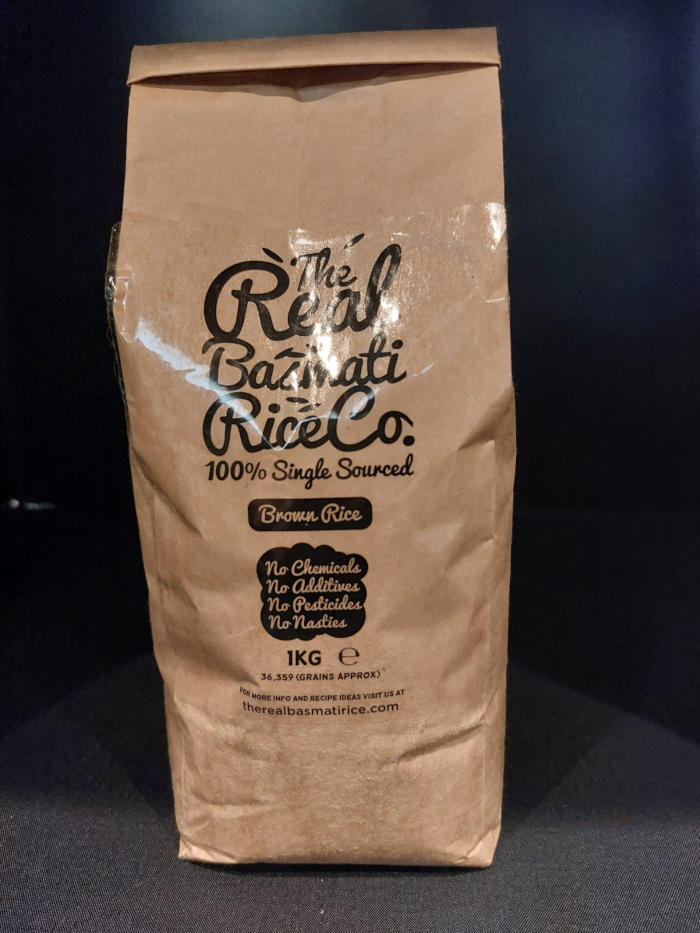 The
Real
Bazmati
Rice Co.
100% Single Sourced
Brown Rice
No Chemicals
No Additives
No Pesticides
No Nasties
1KG ℮
36,359 (GRAINS APPROX)
FOR MORE INFO AND RECIPE IDEAS VISIT US AT
therealbasmatirice.com